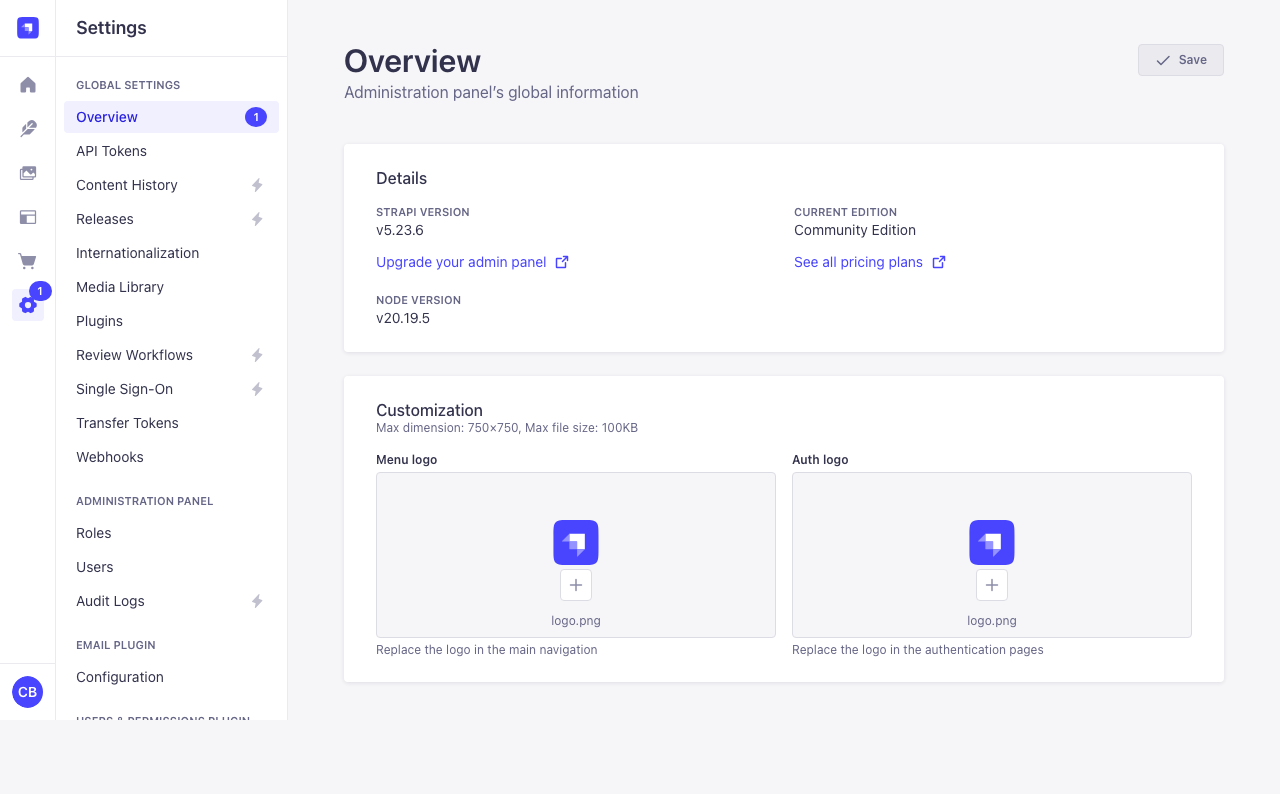 Settings
GLOBAL SETTINGS
Overview 1
API Tokens
Content History
Releases
Internationalization
Media Library
1
Plugins
Review Workflows
Single Sign-On
Transfer Tokens
Webhooks
ADMINISTRATION PANEL
Roles
Users
Audit Logs
EMAIL PLUGIN
Configuration
USERS & PERMISSIONS PLUGIN
CB
Overview
Save
Administration panel’s global information
Details
STRAPI VERSION
v5.23.6
Upgrade your admin panel
CURRENT EDITION
Community Edition
See all pricing plans
NODE VERSION
v20.19.5
Customization
Max dimension: 750×750, Max file size: 100KB
Menu logo
logo.png
Replace the logo in the main navigation
Auth logo
logo.png
Replace the logo in the authentication pages